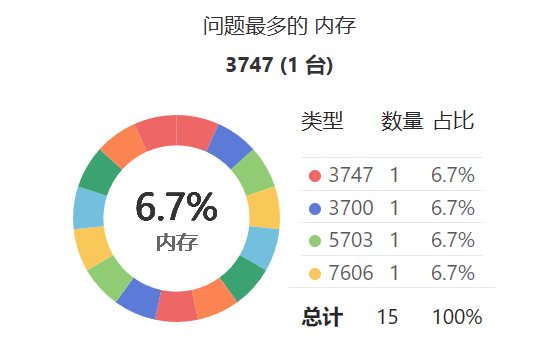 问题最多的 内存
3747 (1 台)
类型 数量 占比
3747 1 6.7%
3700 1 6.7%
5703 1 6.7%
7606 1 6.7%
总计 15 100%
6.7%
内存